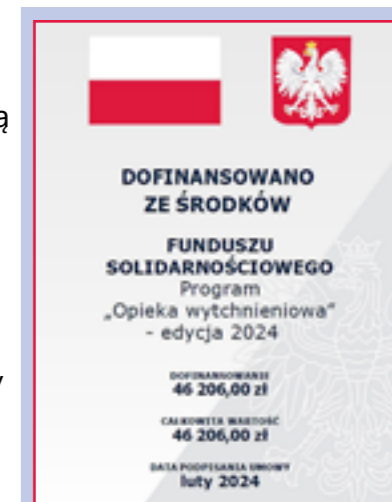 ą
DOFINANSOWANO
ZE ŚRODKÓW
FUNDUSZU
SOLIDARNOŚCIOWEGO
Program
„Opieka wytchnieniowa”
- edycja 2024
DOFINANSOWANIE
46 206,00 zł
CAŁKOWITA WARTOŚĆ
46 206,00 zł
DATA PODPISANIA UMOWY
luty 2024